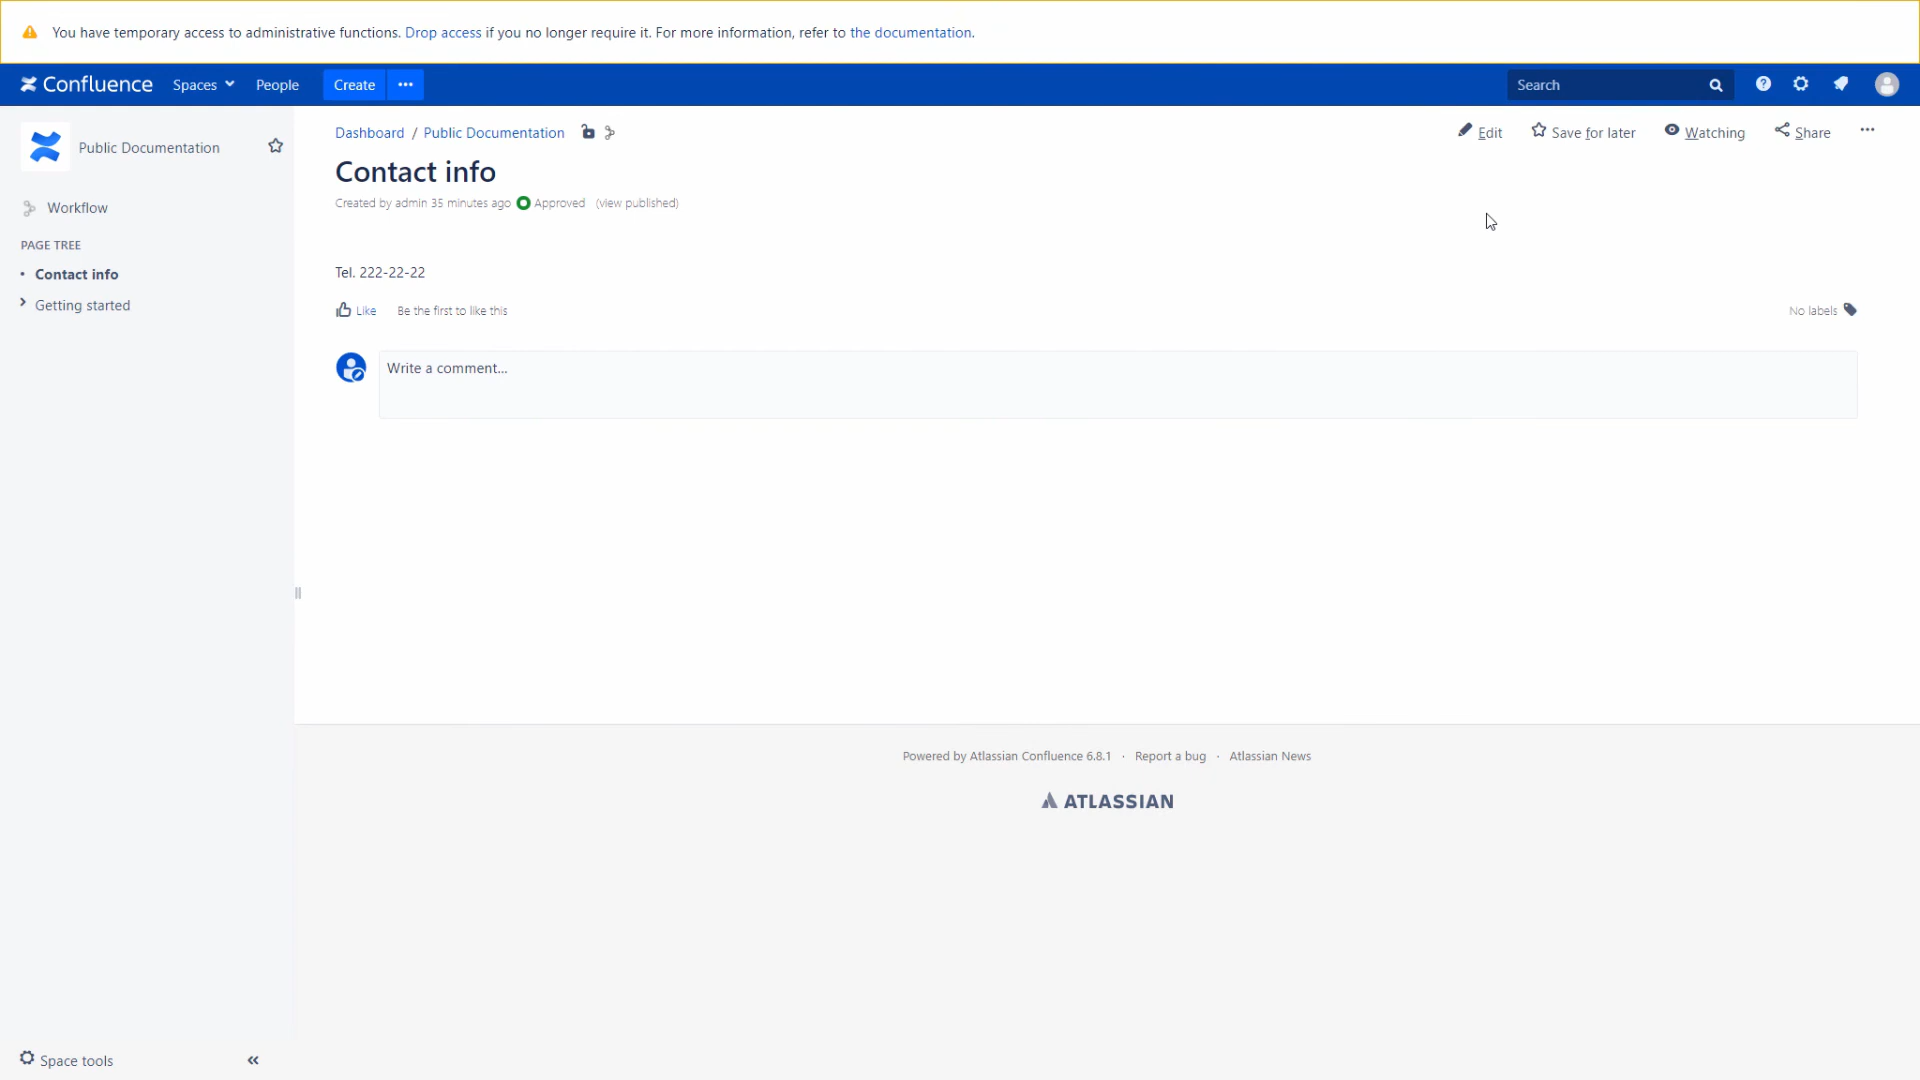 You have temporary access to administrative functions. Drop access if you no longer require it. For more information, refer to the documentation.
Confluence Spaces People Create Search
Public Documentation
Workflow
PAGE TREE
Contact info
Getting started
Dashboard / Public Documentation
Edit Save for later Watching Share
Contact info
Created by admin 35 minutes ago Approved (view published)
Tel. 222-22-22
Like Be the first to like this No labels
Write a comment...
Powered by Atlassian Confluence 6.8.1 · Report a bug · Atlassian News
ATLASSIAN
Space tools